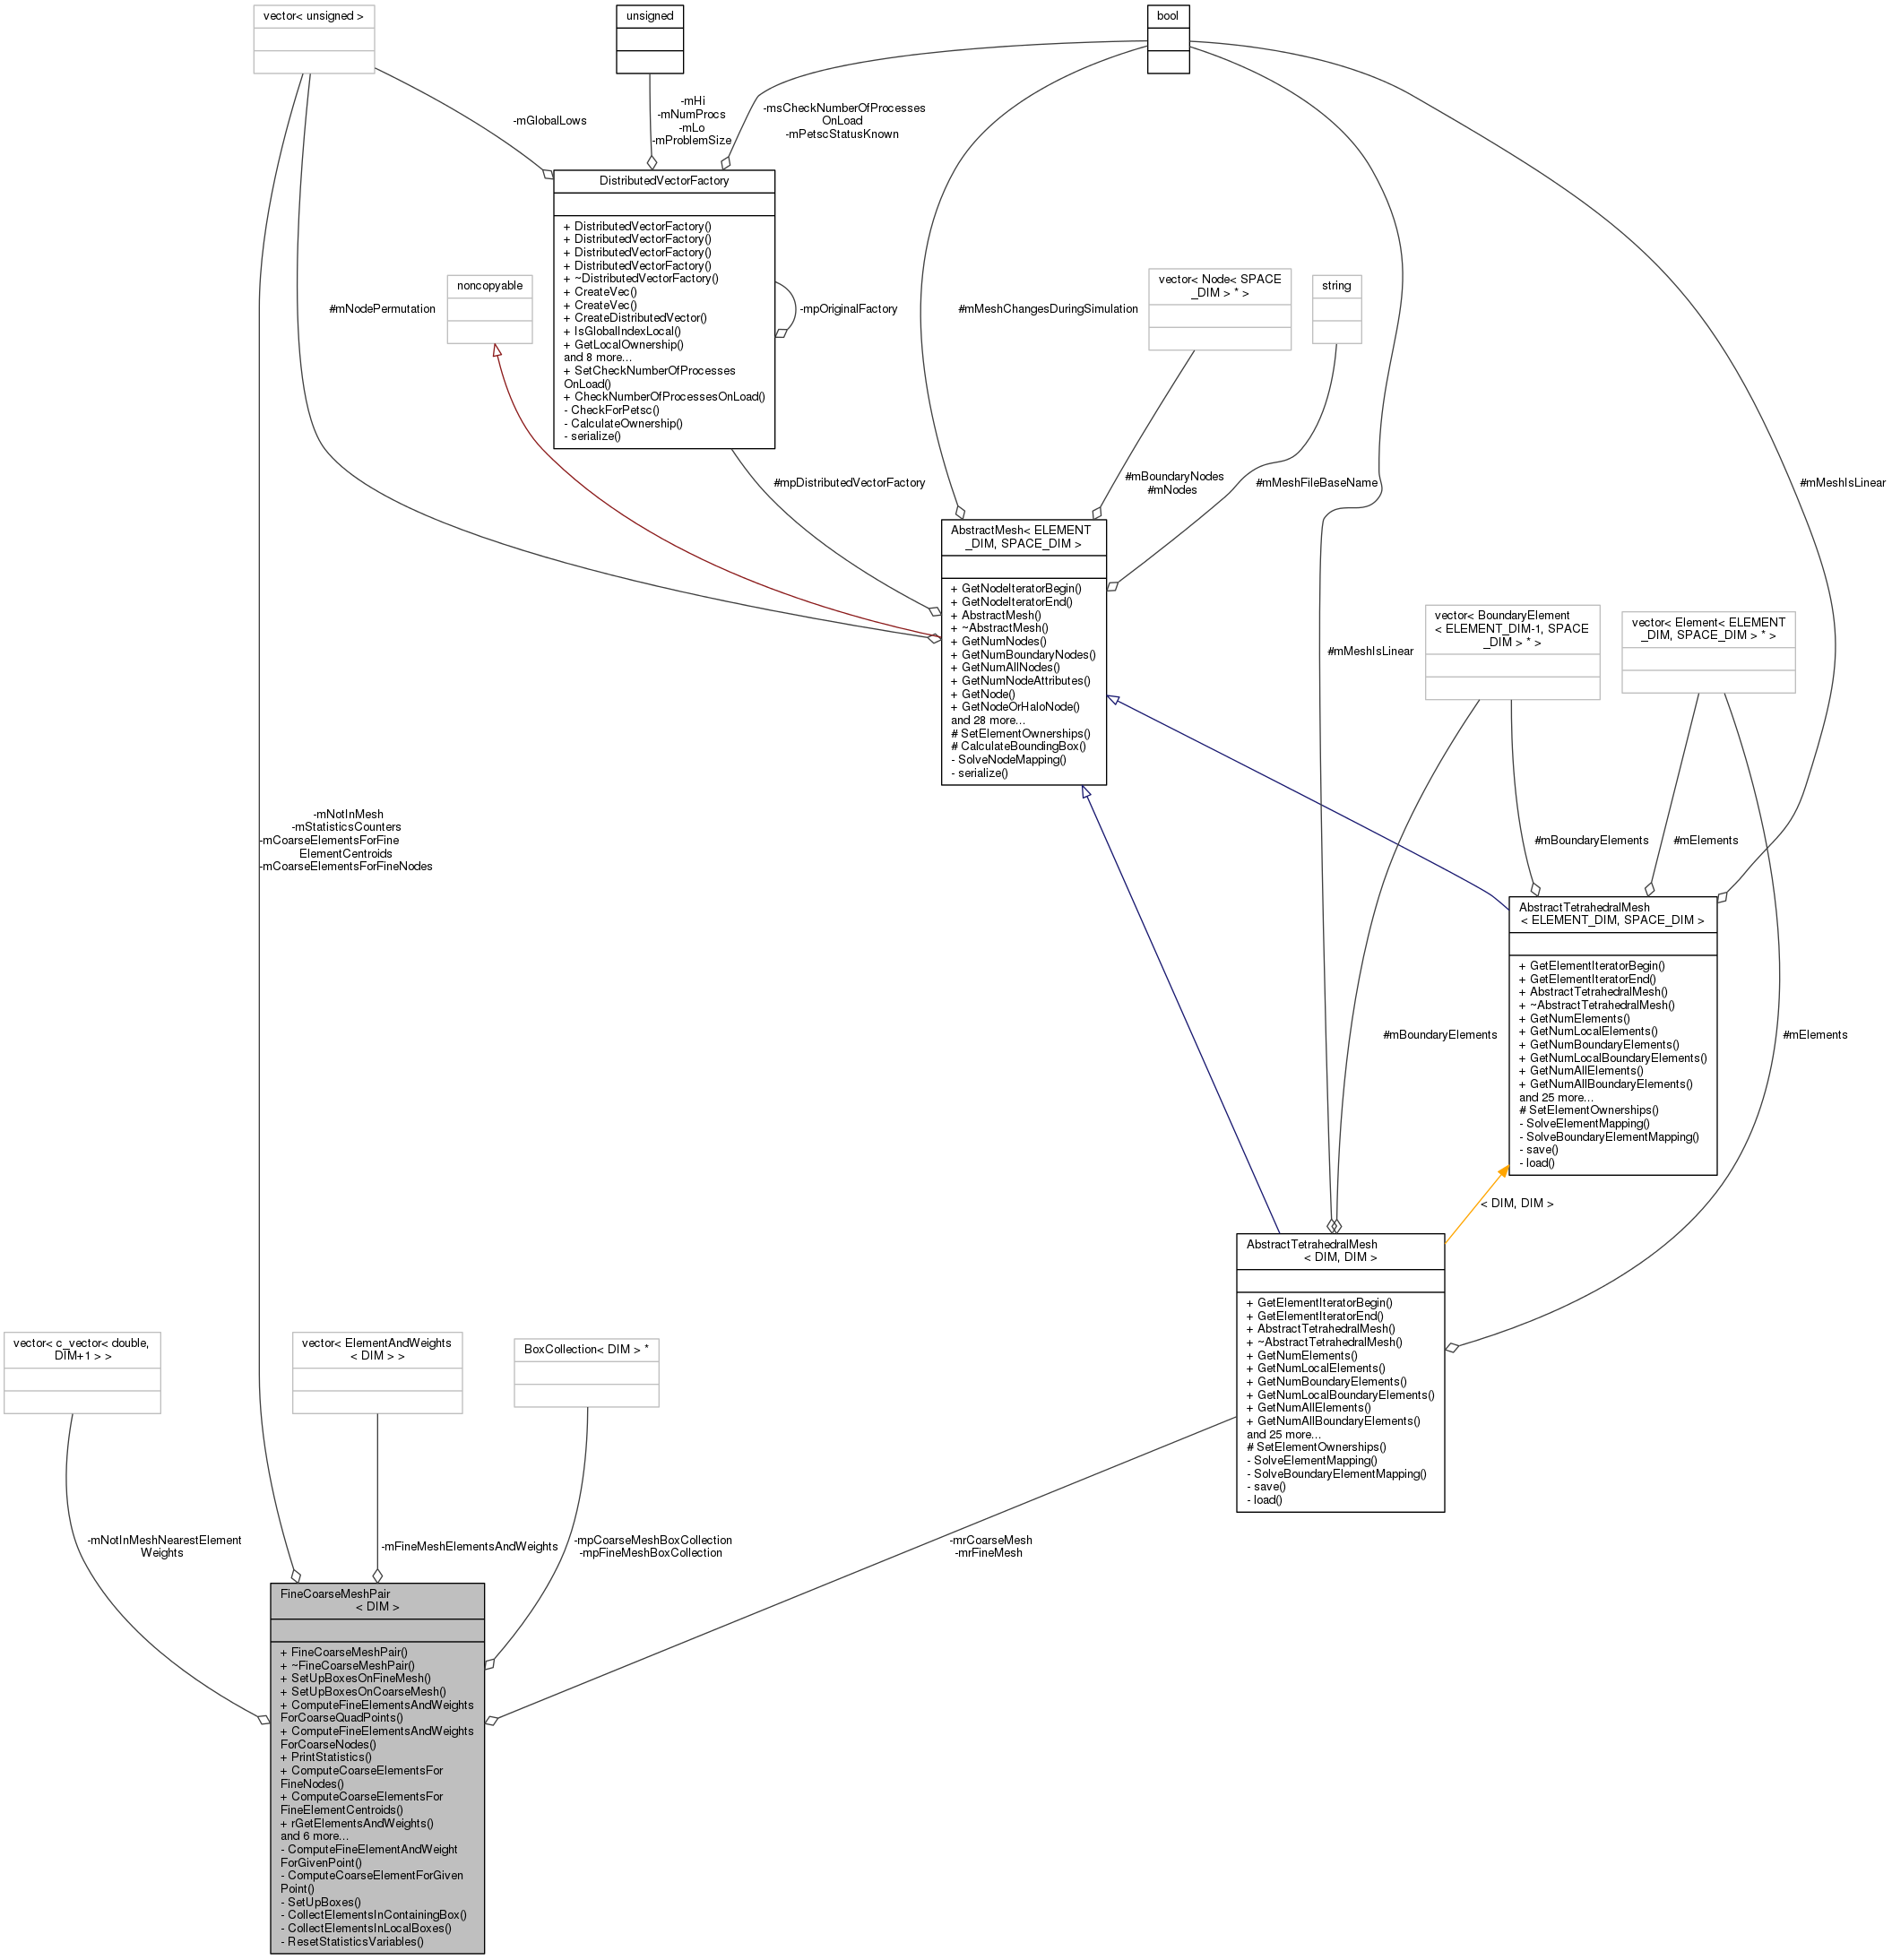 vector< unsigned >
unsigned
bool
-mGlobalLows
-mHi
-mNumProcs
-mLo
-mProblemSize
-msCheckNumberOfProcesses
OnLoad
-mPetscStatusKnown
DistributedVectorFactory
+ DistributedVectorFactory()
+ DistributedVectorFactory()
+ DistributedVectorFactory()
+ DistributedVectorFactory()
+ ~DistributedVectorFactory()
+ CreateVec()
+ CreateVec()
+ CreateDistributedVector()
+ IsGlobalIndexLocal()
+ GetLocalOwnership()
and 8 more...
+ SetCheckNumberOfProcesses
OnLoad()
+ CheckNumberOfProcessesOnLoad()
- CheckForPetsc()
- CalculateOwnership()
- serialize()
noncopyable
#mNodePermutation
-mpOriginalFactory
#mMeshChangesDuringSimulation
vector< Node< SPACE
_DIM > * >
string
#mpDistributedVectorFactory
#mBoundaryNodes
#mNodes
#mMeshFileBaseName
#mMeshIsLinear
AbstractMesh< ELEMENT
_DIM, SPACE_DIM >
+ GetNodeIteratorBegin()
+ GetNodeIteratorEnd()
+ AbstractMesh()
+ ~AbstractMesh()
+ GetNumNodes()
+ GetNumBoundaryNodes()
+ GetNumAllNodes()
+ GetNumNodeAttributes()
+ GetNode()
+ GetNodeOrHaloNode()
and 28 more...
# SetElementOwnerships()
# CalculateBoundingBox()
- SolveNodeMapping()
- serialize()
#mMeshIsLinear
vector< BoundaryElement
< ELEMENT_DIM-1, SPACE
_DIM > * >
vector< Element< ELEMENT
_DIM, SPACE_DIM > * >
-mNotInMesh
-mStatisticsCounters
-mCoarseElementsForFine
ElementCentroids
-mCoarseElementsForFineNodes
#mBoundaryElements
#mElements
AbstractTetrahedralMesh
< ELEMENT_DIM, SPACE_DIM >
+ GetElementIteratorBegin()
+ GetElementIteratorEnd()
+ AbstractTetrahedralMesh()
+ ~AbstractTetrahedralMesh()
+ GetNumElements()
+ GetNumLocalElements()
+ GetNumBoundaryElements()
+ GetNumLocalBoundaryElements()
+ GetNumAllElements()
+ GetNumAllBoundaryElements()
and 25 more...
# SetElementOwnerships()
- SolveElementMapping()
- SolveBoundaryElementMapping()
- save()
- load()
#mBoundaryElements
#mElements
< DIM, DIM >
AbstractTetrahedralMesh
< DIM, DIM >
+ GetElementIteratorBegin()
+ GetElementIteratorEnd()
+ AbstractTetrahedralMesh()
+ ~AbstractTetrahedralMesh()
+ GetNumElements()
+ GetNumLocalElements()
+ GetNumBoundaryElements()
+ GetNumLocalBoundaryElements()
+ GetNumAllElements()
+ GetNumAllBoundaryElements()
and 25 more...
# SetElementOwnerships()
- SolveElementMapping()
- SolveBoundaryElementMapping()
- save()
- load()
vector< c_vector< double,
DIM+1 > >
vector< ElementAndWeights
< DIM > >
BoxCollection< DIM > *
-mNotInMeshNearestElement
Weights
-mFineMeshElementsAndWeights
-mpCoarseMeshBoxCollection
-mpFineMeshBoxCollection
-mrCoarseMesh
-mrFineMesh
FineCoarseMeshPair
< DIM >
+ FineCoarseMeshPair()
+ ~FineCoarseMeshPair()
+ SetUpBoxesOnFineMesh()
+ SetUpBoxesOnCoarseMesh()
+ ComputeFineElementsAndWeights
ForCoarseQuadPoints()
+ ComputeFineElementsAndWeights
ForCoarseNodes()
+ PrintStatistics()
+ ComputeCoarseElementsFor
FineNodes()
+ ComputeCoarseElementsFor
FineElementCentroids()
+ rGetElementsAndWeights()
and 6 more...
- ComputeFineElementAndWeight
ForGivenPoint()
- ComputeCoarseElementForGiven
Point()
- SetUpBoxes()
- CollectElementsInContainingBox()
- CollectElementsInLocalBoxes()
- ResetStatisticsVariables()